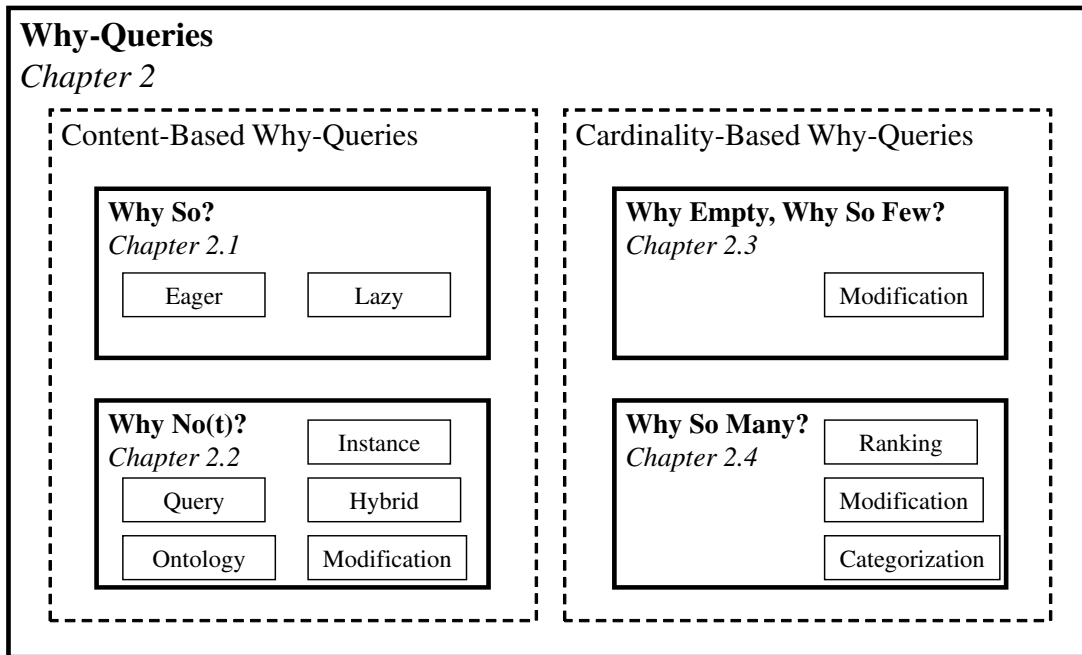 Why-Queries
Chapter 2
Content-Based Why-Queries
Why So?
Chapter 2.1
Eager
Lazy
Why No(t)?
Chapter 2.2
Instance
Query
Hybrid
Ontology
Modification
Cardinality-Based Why-Queries
Why Empty, Why So Few?
Chapter 2.3
Modification
Why So Many?
Chapter 2.4
Ranking
Modification
Categorization